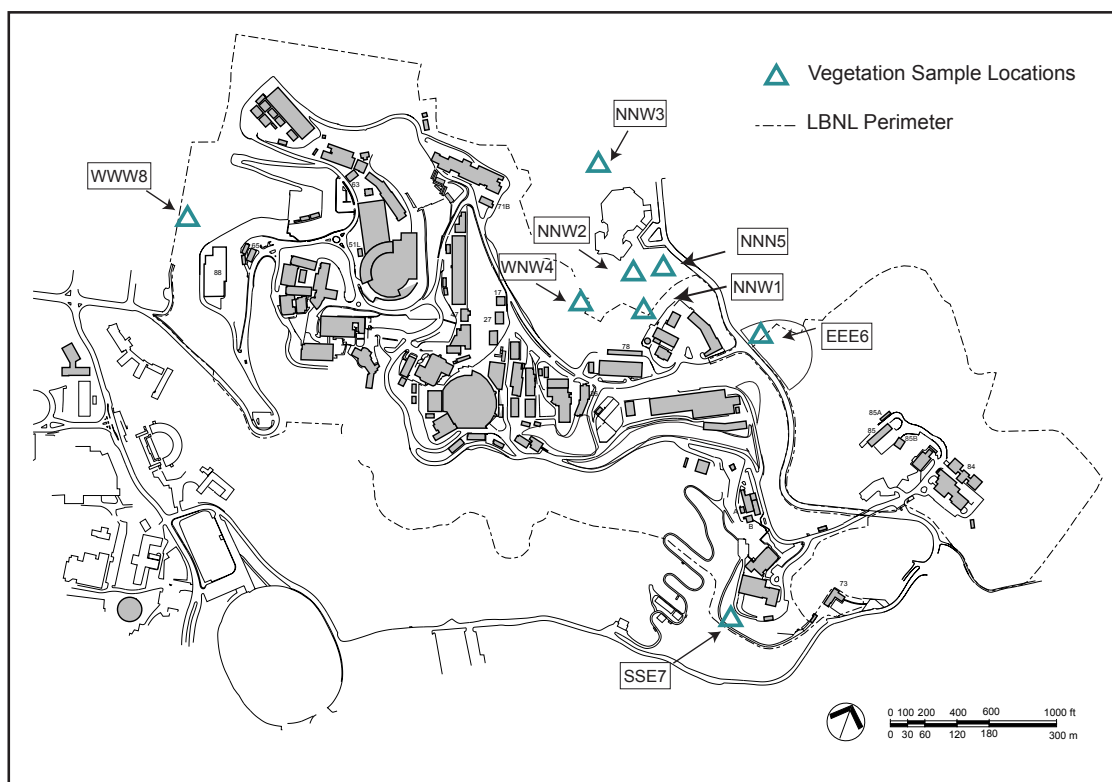 Vegetation Sample Locations
LBNL Perimeter
NNW3
WWW8
63
71B
NNW2
NNN5
65
51L
WNW4
NNW1
88
17
27
EEE6
78
85A
85
85B
84
A
B
73
SSE7
0 100 200 400 600 1000 ft
0 30 60 120 180 300 m